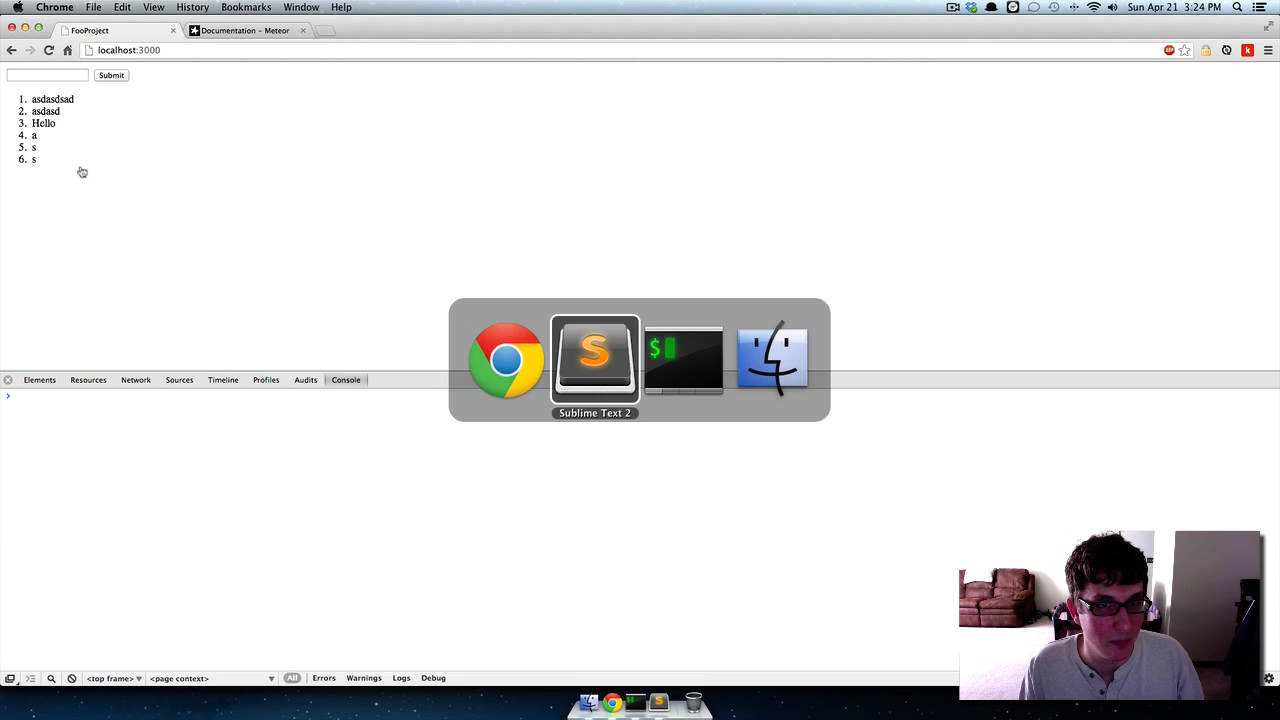 Chrome File Edit View History Bookmarks Window Help Sun Apr 21 3:24 PM
FooProject Documentation - Meteor
localhost:3000
Submit
1. asdasdsad
2. asdasd
3. Hello
4. a
5. s
6. s
S $
Sublime Text 2
Elements Resources Network Sources Timeline Profiles Audits Console
>
<top frame> <page context> All Errors Warnings Logs Debug